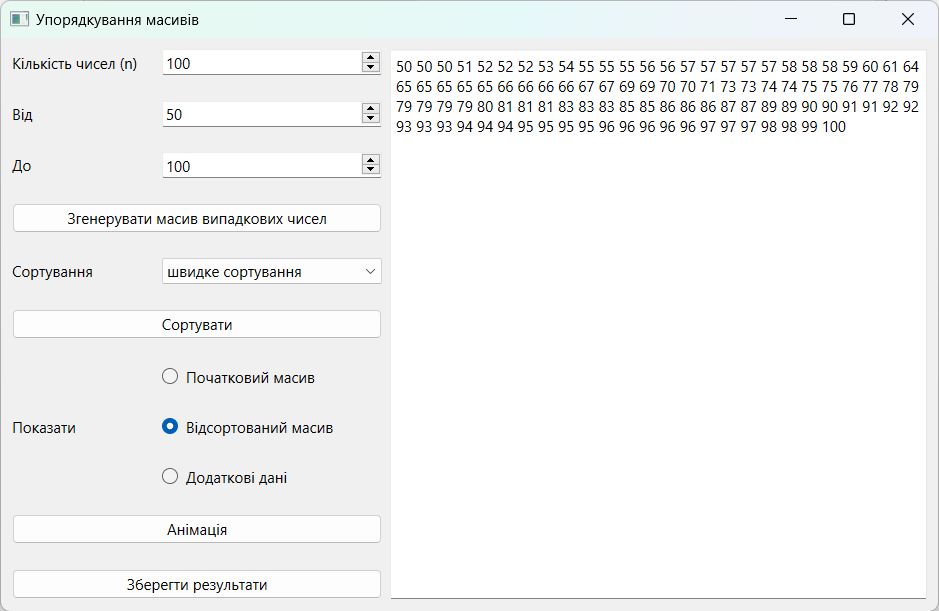 Упорядкування масивів
Кількість чисел (n)
100
Від
50
До
100
Згенерувати масив випадкових чисел
Сортування
швидке сортування
Сортувати
Початковий масив
Показати
Відсортований масив
Додаткові дані
Анімація
Зберегти результати
50 50 50 51 52 52 52 53 54 55 55 55 56 56 57 57 57 57 57 58 58 58 59 60 61 64
65 65 65 65 65 66 66 66 66 67 67 69 69 70 70 71 73 73 74 74 75 75 76 77 78 79
79 79 79 79 80 81 81 81 83 83 83 85 85 86 86 86 87 87 89 89 90 90 91 91 92 92
93 93 93 94 94 94 95 95 95 95 96 96 96 96 96 97 97 97 98 98 99 100